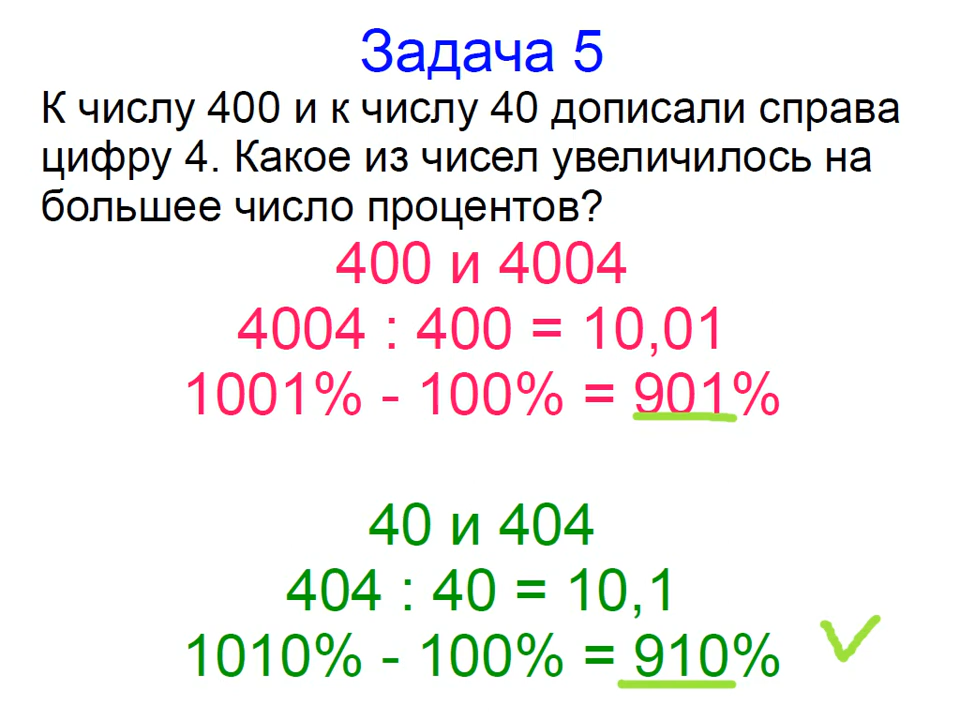 Задача 5
К числу 400 и к числу 40 дописали справа
цифру 4. Какое из чисел увеличилось на
большее число процентов?
400 и 4004
4004 : 400 = 10,01
1001% - 100% = 901%
40 и 404
404 : 40 = 10,1
1010% - 100% = 910%